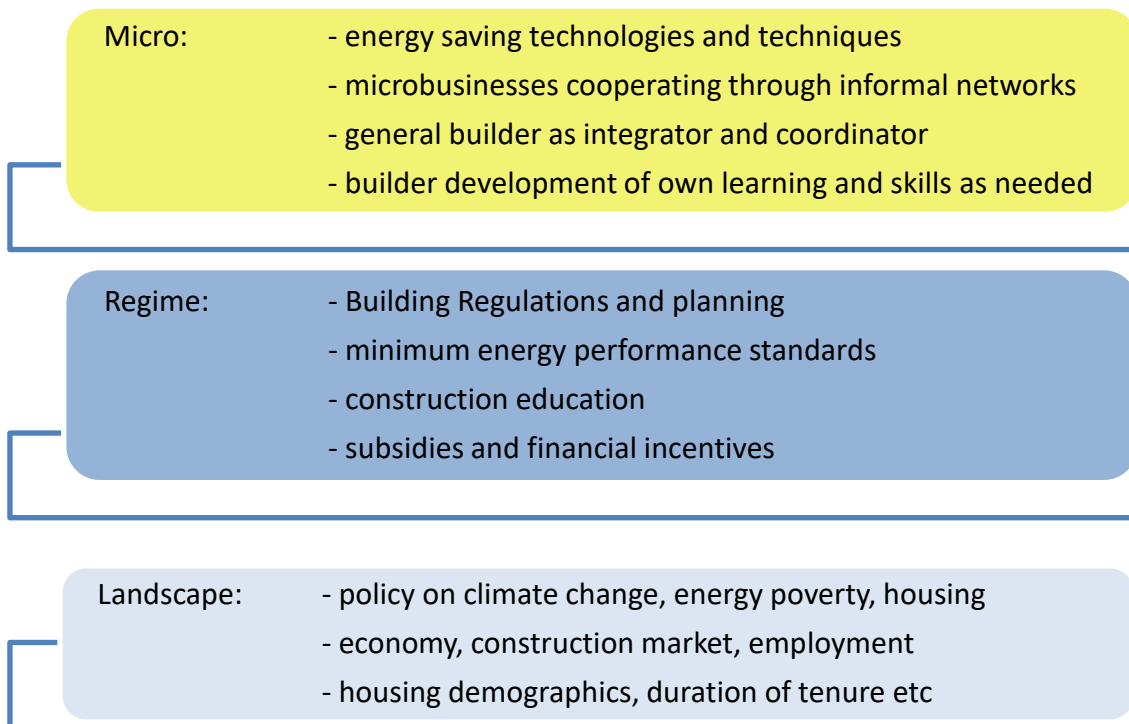 Micro: - energy saving technologies and techniques
- microbusinesses cooperating through informal networks
- general builder as integrator and coordinator
- builder development of own learning and skills as needed
Regime: - Building Regulations and planning
- minimum energy performance standards
- construction education
- subsidies and financial incentives
Landscape: - policy on climate change, energy poverty, housing
- economy, construction market, employment
- housing demographics, duration of tenure etc